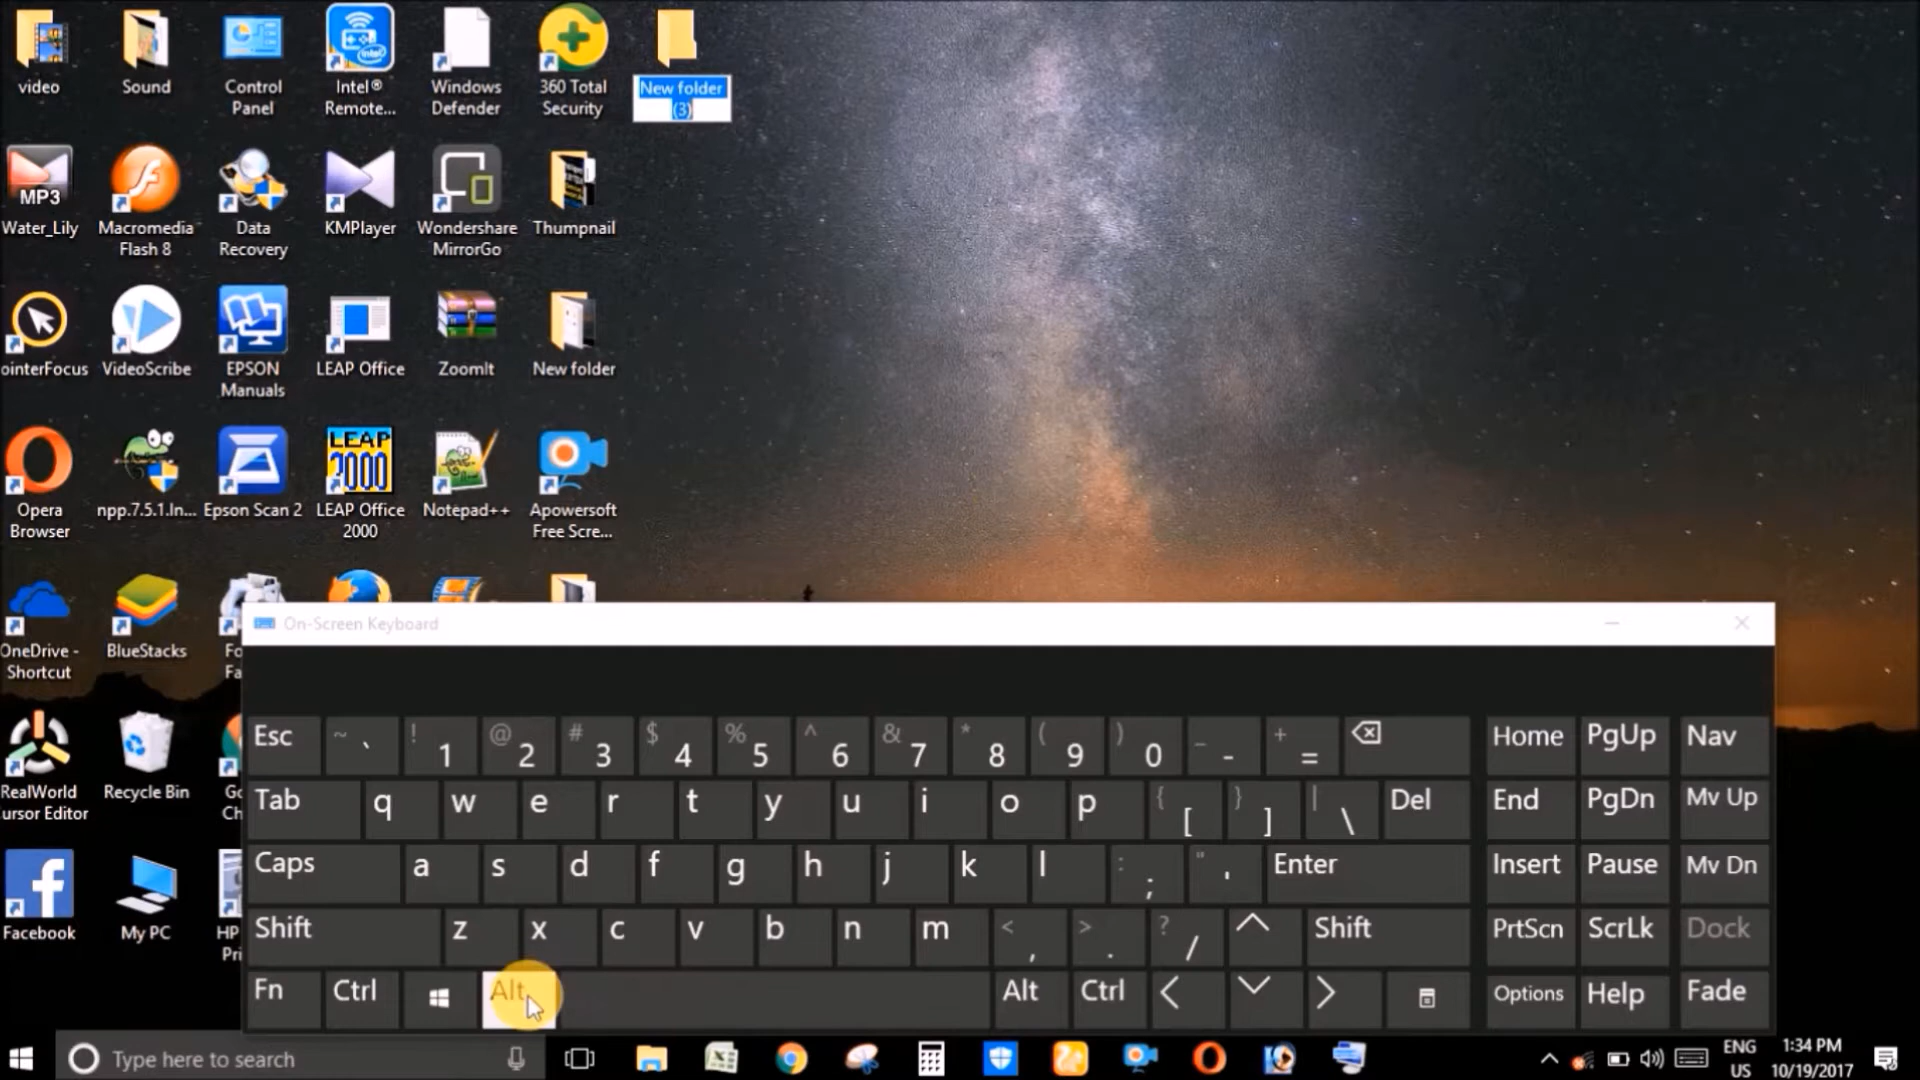 video
Sound
Control
Panel
Intel®
Remote...
Windows
Defender
360 Total
Security
New folder
(3)
MP3
Water_Lily
Macromedia
Flash 8
Data
Recovery
KMPlayer
Wondershare
MirrorGo
Thumpnail
ointerFocus
VideoScribe
EPSON
Manuals
LEAP Office
ZoomIt
New folder
LEAP
2000
Opera
Browser
npp.7.5.1.In...
Epson Scan 2
LEAP Office
2000
Notepad++
Apowersoft
Free Scre...
OneDrive -
Shortcut
BlueStacks
Fo
Fa
RealWorld
ursor Editor
Recycle Bin
Go
Ch
Facebook
My PC
HP
Pri
On-Screen Keyboard
Esc ~ ` ! 1 @ 2 # 3 $ 4 % 5 ^ 6 & 7 * 8 ( 9 ) 0 _ - + = Home PgUp Nav
Tab q w e r t y u i o p { [ } ] | \ Del End PgDn Mv Up
Caps a s d f g h j k l : ; " ' Enter Insert Pause Mv Dn
Shift z x c v b n m < , > . ? / Shift PrtScn ScrLk Dock
Fn Ctrl Alt Alt Ctrl Options Help Fade
Type here to search
ENG
US
1:34 PM
10/19/2017